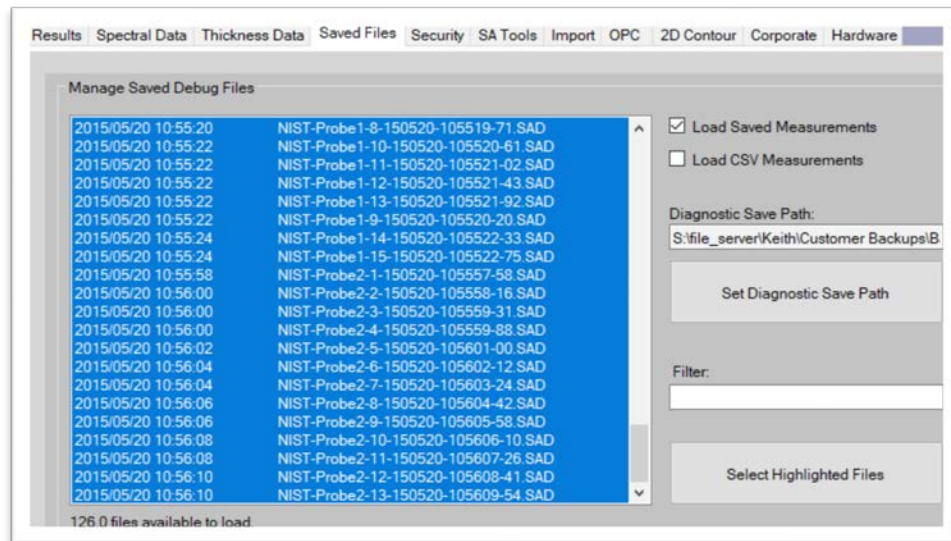 Results Spectral Data Thickness Data Saved Files Security SA Tools Import OPC 2D Contour Corporate Hardware
Manage Saved Debug Files
2015/05/20 10:55:20 NIST-Probe1-8-150520-105519-71.SAD
2015/05/20 10:55:22 NIST-Probe1-10-150520-105520-61.SAD
2015/05/20 10:55:22 NIST-Probe1-11-150520-105521-02.SAD
2015/05/20 10:55:22 NIST-Probe1-12-150520-105521-43.SAD
2015/05/20 10:55:22 NIST-Probe1-13-150520-105521-92.SAD
2015/05/20 10:55:22 NIST-Probe1-9-150520-105520-20.SAD
2015/05/20 10:55:24 NIST-Probe1-14-150520-105522-33.SAD
2015/05/20 10:55:24 NIST-Probe1-15-150520-105522-75.SAD
2015/05/20 10:55:58 NIST-Probe2-1-150520-105557-58.SAD
2015/05/20 10:56:00 NIST-Probe2-2-150520-105558-16.SAD
2015/05/20 10:56:00 NIST-Probe2-3-150520-105559-31.SAD
2015/05/20 10:56:00 NIST-Probe2-4-150520-105559-88.SAD
2015/05/20 10:56:02 NIST-Probe2-5-150520-105601-00.SAD
2015/05/20 10:56:04 NIST-Probe2-6-150520-105602-12.SAD
2015/05/20 10:56:04 NIST-Probe2-7-150520-105603-24.SAD
2015/05/20 10:56:06 NIST-Probe2-8-150520-105604-42.SAD
2015/05/20 10:56:06 NIST-Probe2-9-150520-105605-58.SAD
2015/05/20 10:56:08 NIST-Probe2-10-150520-105606-10.SAD
2015/05/20 10:56:08 NIST-Probe2-11-150520-105607-26.SAD
2015/05/20 10:56:10 NIST-Probe2-12-150520-105608-41.SAD
2015/05/20 10:56:10 NIST-Probe2-13-150520-105609-54.SAD
126.0 files available to load.
Load Saved Measurements
Load CSV Measurements
Diagnostic Save Path:
S:\file_server\Keith\Customer Backups\B
Set Diagnostic Save Path
Filter:
Select Highlighted Files